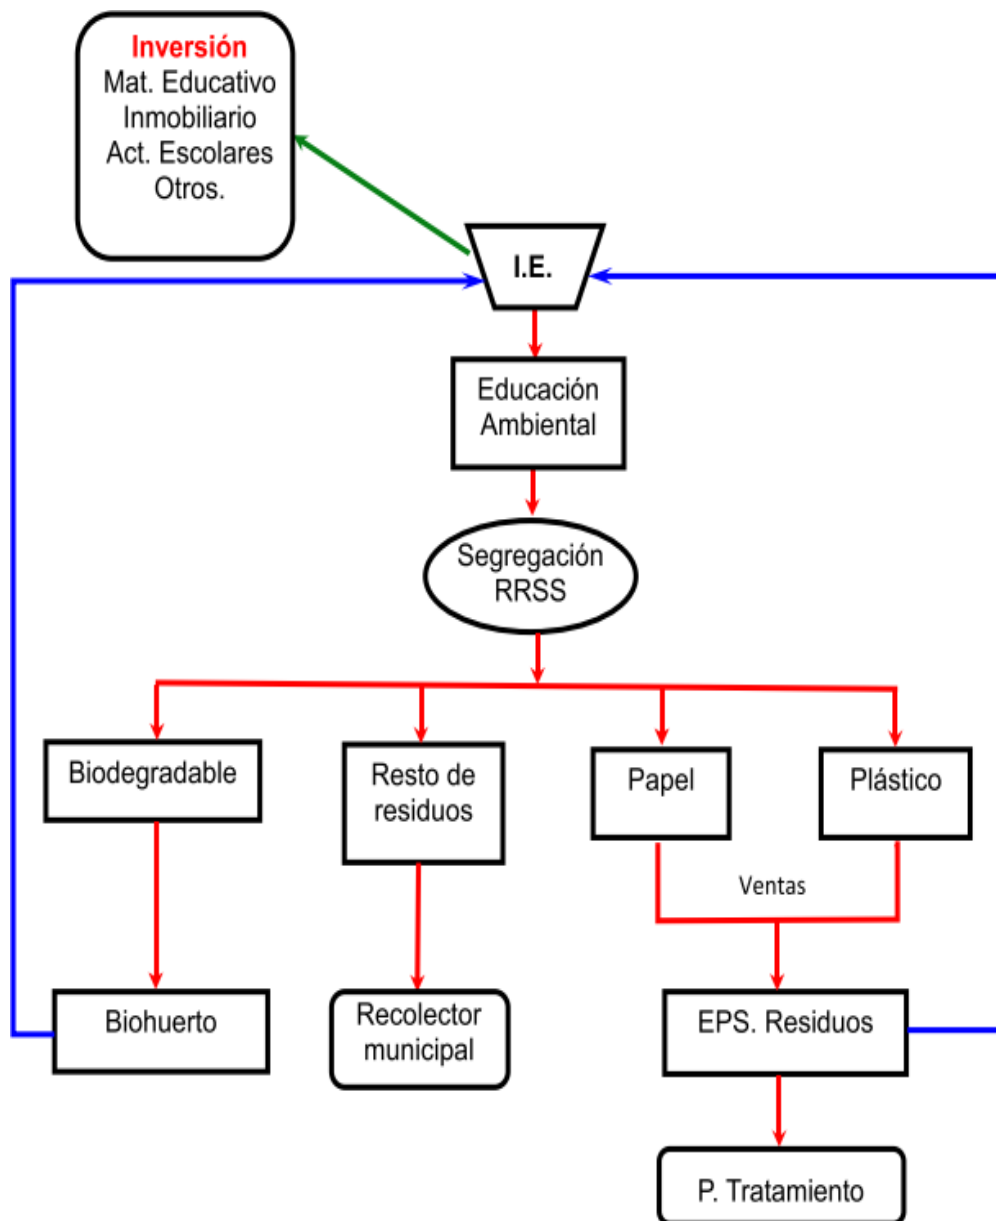 Inversión
Mat. Educativo
Inmobiliario
Act. Escolares
Otros.
I.E.
Educación
Ambiental
Segregación
RRSS
Biodegradable
Resto de
residuos
Papel
Plástico
Ventas
Biohuerto
Recolector
municipal
EPS. Residuos
P. Tratamiento